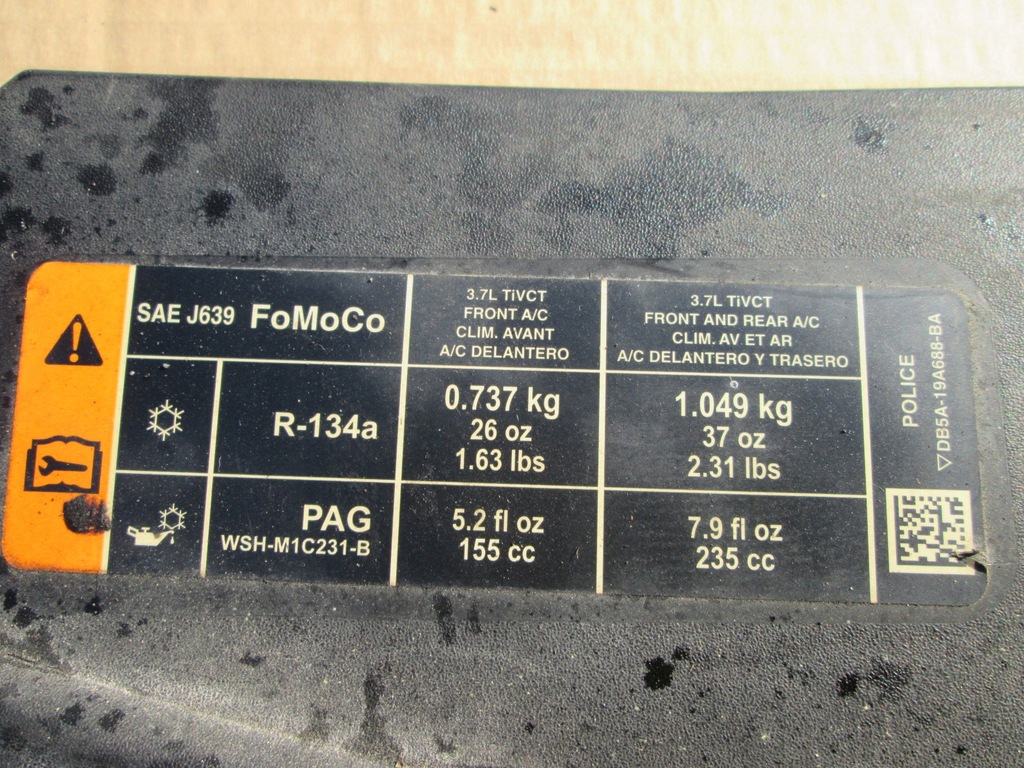 SAE J639 FoMoCo
3.7L TiVCT
FRONT A/C
CLIM. AVANT
A/C DELANTERO
3.7L TiVCT
FRONT AND REAR A/C
CLIM. AV ET AR
A/C DELANTERO Y TRASERO
R-134a
0.737 kg
26 oz
1.63 lbs
1.049 kg
37 oz
2.31 lbs
PAG
WSH-M1C231-B
5.2 fl oz
155 cc
7.9 fl oz
235 cc
POLICE
DB5A-19A688-BA